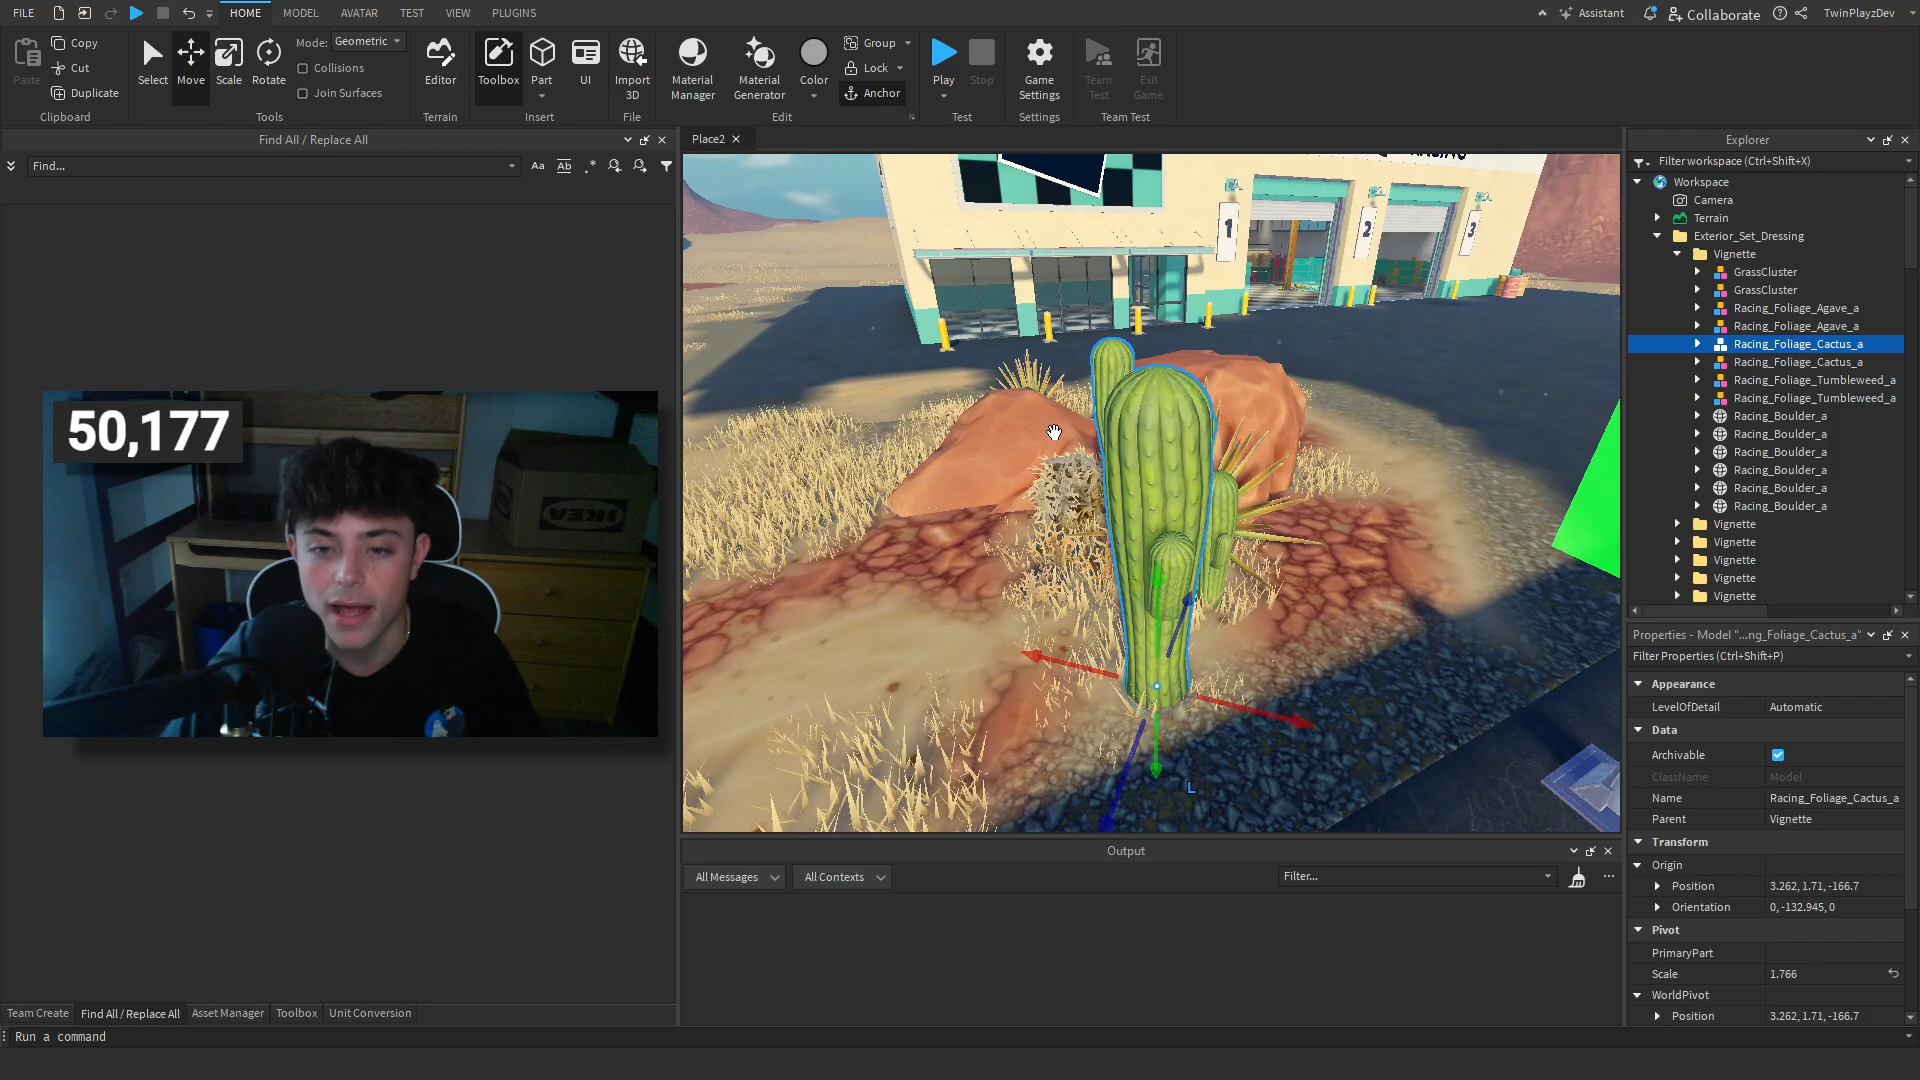 FILE HOME MODEL AVATAR TEST VIEW PLUGINS Assistant Collaborate TwinPlayzDev
Paste Copy Cut Duplicate Clipboard
Select Move Scale Rotate Mode: Geometric Collisions Join Surfaces Tools
Editor Terrain
Toolbox Part UI Insert
Import 3D File
Material Manager Material Generator Color Group Lock Anchor Edit
Play Stop Test
Game Settings Settings
Team Test Exit Game Team Test
Find All / Replace All
Find... Aa Ab .*
50,177
IKEA
Place2
1
2
3
L
Output
All Messages All Contexts Filter...
Explorer
Filter workspace (Ctrl+Shift+X)
Workspace
Camera
Terrain
Exterior_Set_Dressing
Vignette
GrassCluster
GrassCluster
Racing_Foliage_Agave_a
Racing_Foliage_Agave_a
Racing_Foliage_Cactus_a
Racing_Foliage_Cactus_a
Racing_Foliage_Tumbleweed_a
Racing_Foliage_Tumbleweed_a
Racing_Boulder_a
Racing_Boulder_a
Racing_Boulder_a
Racing_Boulder_a
Racing_Boulder_a
Racing_Boulder_a
Vignette
Vignette
Vignette
Vignette
Vignette
Properties - Model "...ng_Foliage_Cactus_a"
Filter Properties (Ctrl+Shift+P)
Appearance
LevelOfDetail Automatic
Data
Archivable
ClassName Model
Name Racing_Foliage_Cactus_a
Parent Vignette
Transform
Origin
Position 3.262, 1.71, -166.7
Orientation 0, -132.945, 0
Pivot
PrimaryPart
Scale 1.766
WorldPivot
Position 3.262, 1.71, -166.7
Team Create Find All / Replace All Asset Manager Toolbox Unit Conversion
Run a command